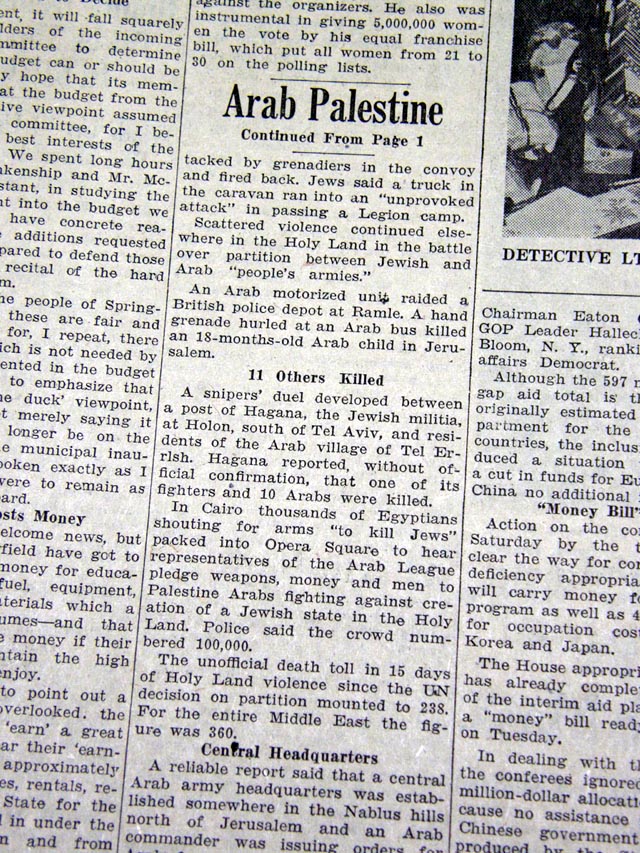 ent, it will fall squarely
lders of the incoming
mmittee to determine
udget can or should be
y hope that its mem-
at the budget from the
ive viewpoint assumed
committee, for I be-
best interests of the
We spent long hours
nkenship and Mr. Mc-
stant, in studying the
nt into the budget we
have concrete rea-
additions requested
pared to defend those
recital of the hard
m.
he people of Spring-
these are fair and
for, I repeat, there
ich is not needed by
ented in the budget
to emphasize that
e duck' viewpoint,
t merely saying it
longer be on the
e municipal inau-
poken exactly as I
were to remain as
ard.
osts Money
elcome news, but
field have got to
money for educa-
fuel, equipment,
aterials which a
umes—and that
e money if their
ntain the high
enjoy.
to point out a
overlooked. the
'earn' a great
ar their 'earn-
approximately
es, rentals, re-
State for the
d in under the
n and from
against the organizers. He also was
instrumental in giving 5,000,000 wom-
en the vote by his equal franchise
bill, which put all women from 21 to
30 on the polling lists.
Arab Palestine
Continued From Page 1
tacked by grenadiers in the convoy
and fired back. Jews said a truck in
the caravan ran into an "unprovoked
attack" in passing a Legion camp.
Scattered violence continued else-
where in the Holy Land in the battle
over partition between Jewish and
Arab "people's armies."
An Arab motorized unit raided a
British police depot at Ramle. A hand
grenade hurled at an Arab bus killed
an 18-months-old Arab child in Jeru-
salem.
11 Others Killed
A snipers' duel developed between
a post of Hagana, the Jewish militia,
at Holon, south of Tel Aviv, and resi-
dents of the Arab village of Tel Er-
rish. Hagana reported, without of-
ficial confirmation, that one of its
fighters and 10 Arabs were killed.
In Cairo thousands of Egyptians
shouting for arms "to kill Jews"
packed into Opera Square to hear
representatives of the Arab League
pledge weapons, money and men to
Palestine Arabs fighting against cre-
ation of a Jewish state in the Holy
Land. Police said the crowd num-
bered 100,000.
The unofficial death toll in 15 days
of Holy Land violence since the UN
decision on partition mounted to 238.
For the entire Middle East the fig-
ure was 360.
Central Headquarters
A reliable report said that a central
Arab army headquarters was estab-
lished somewhere in the Nablus hills
north of Jerusalem and an Arab
commander was issuing orders for
DETECTIVE LT
Chairman Eaton
GOP Leader Hallec
Bloom, N. Y., ranki
affairs Democrat.
Although the 597
gap aid total is th
originally estimated
partment for the
countries, the inclus
duced a situation
a cut in funds for Eu
China no additional
"Money Bill"
Action on the co
Saturday by the
clear the way for con
deficiency appropria
will carry money fo
program as well as 4
for occupation cost
Korea and Japan.
The House appropri
has already comple
of the interim aid pla
a "money" bill ready
on Tuesday.
In dealing with th
the conferees ignored
million-dollar allocati
cause no assistance
Chinese government
produced by the